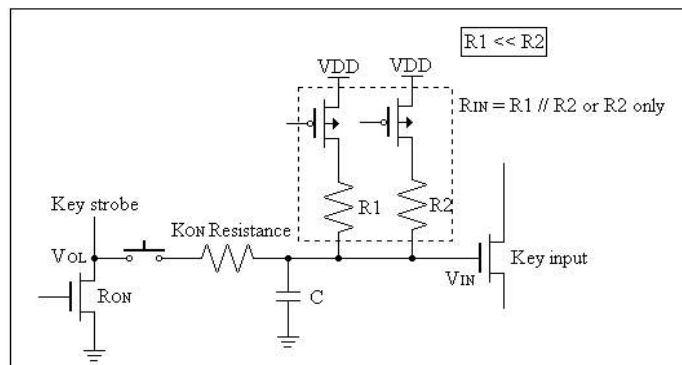 R1 << R2
VDD
VDD
RIN = R1 // R2 or R2 only
R1
R2
Key strobe
KON Resistance
VOL
RON
C
VIN
Key input